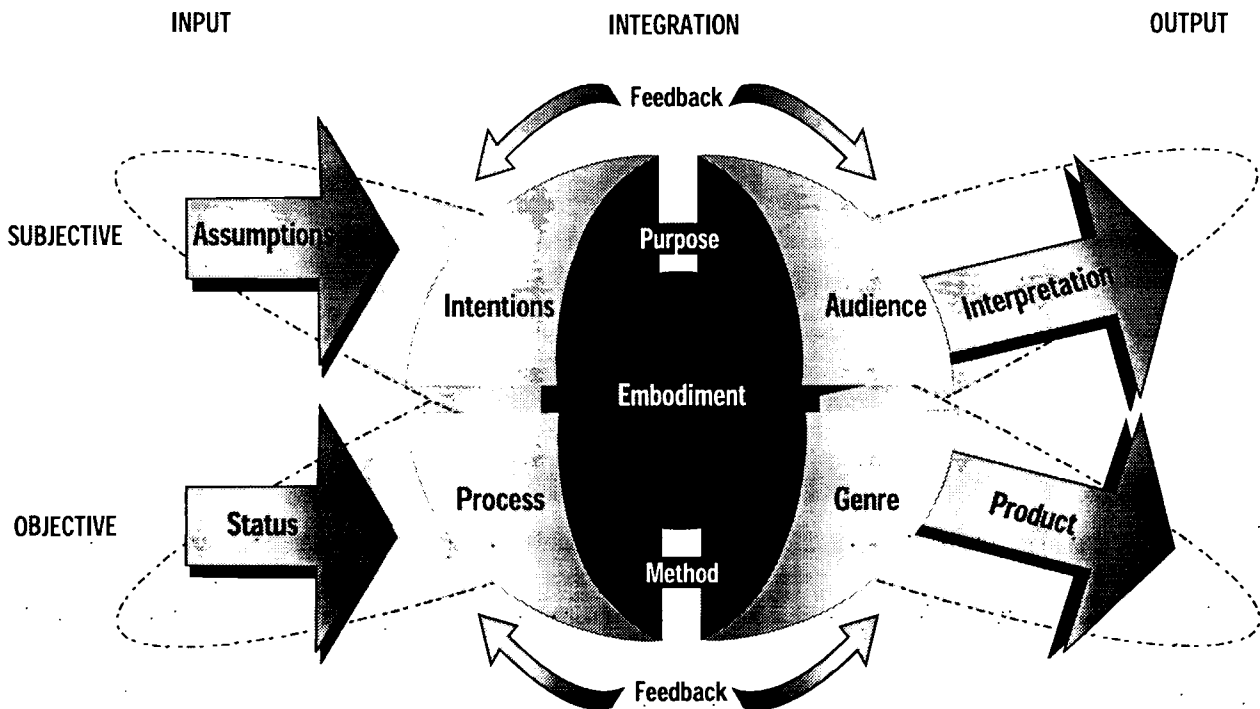 INPUT INTEGRATION OUTPUT
Feedback
SUBJECTIVE Assumptions Purpose
Intentions Audience Interpretation
Embodiment
OBJECTIVE Status Process Genre Product
Method
Feedback